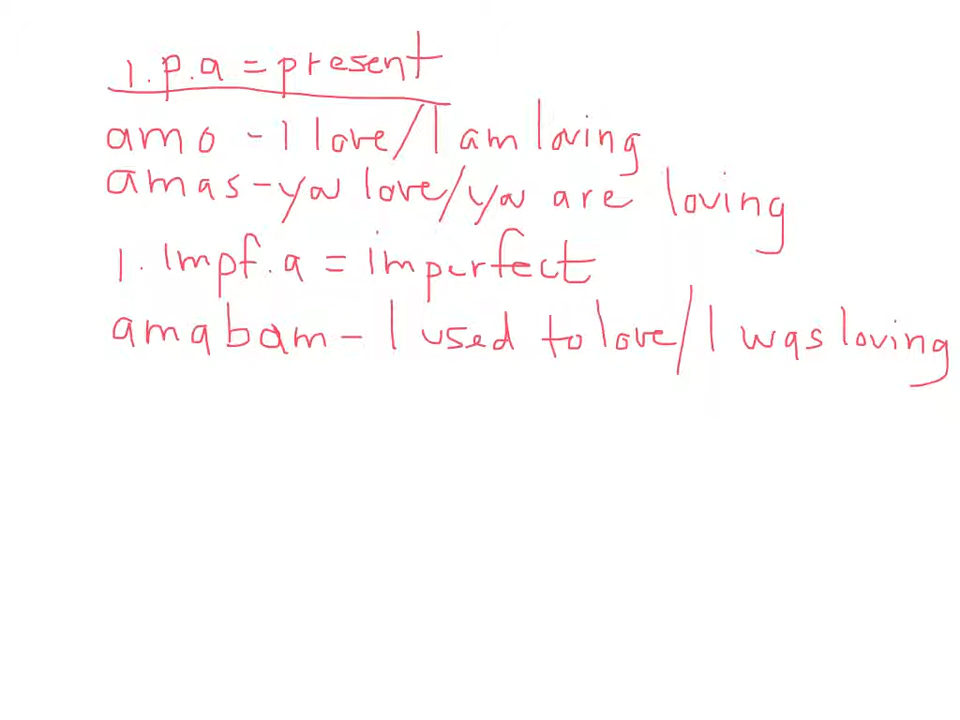 1.p.a = present
amo - I love/I am loving
amas - you love/you are loving
1. Impf.a = imperfect
amabam - I used to love/I was loving